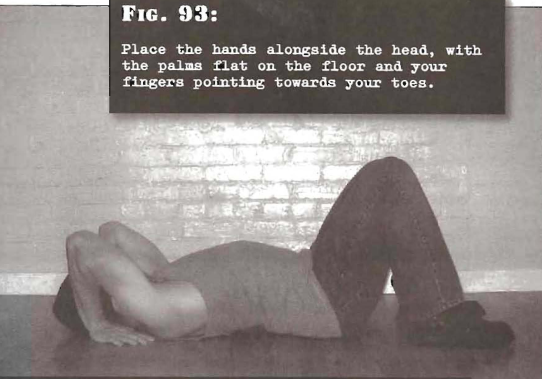 FIG. 93:
Place the hands alongside the head, with
the palms flat on the floor and your
fingers pointing towards your toes.